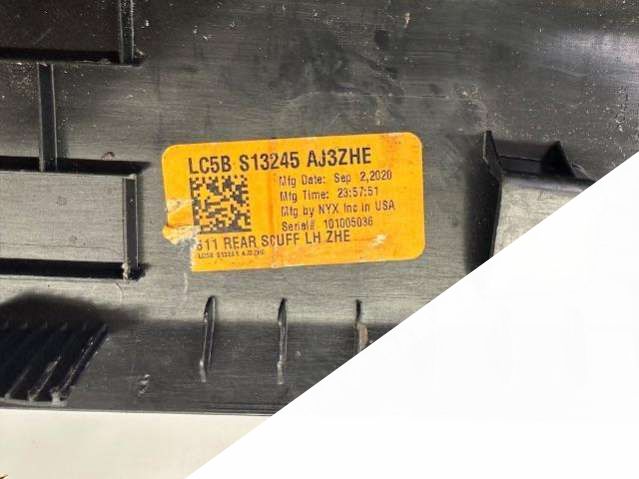 LC5B S13245 AJ3ZHE
Mfg Date: Sep 2,2020
Mfg Time: 23:57:51
Mfg by NYX Inc in USA
Serial# 101005036
611 REAR SCUFF LH ZHE